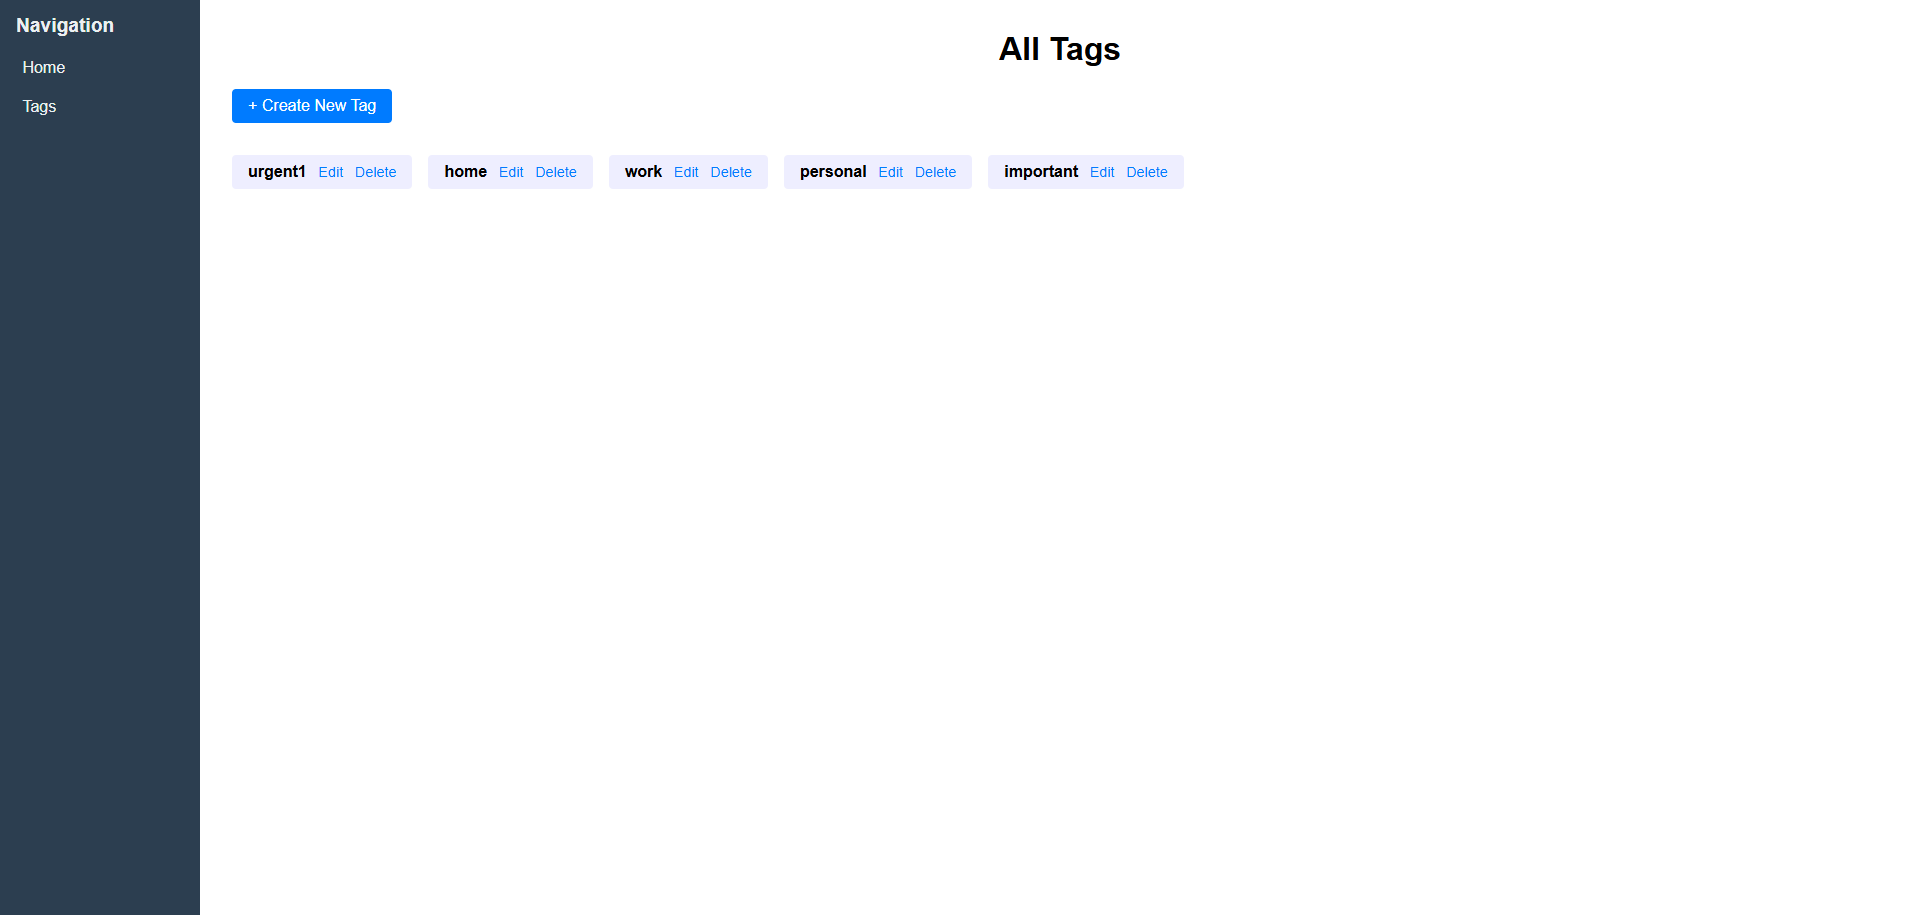 Navigation
Home
Tags
All Tags
+ Create New Tag
urgent1 Edit Delete home Edit Delete work Edit Delete personal Edit Delete important Edit Delete